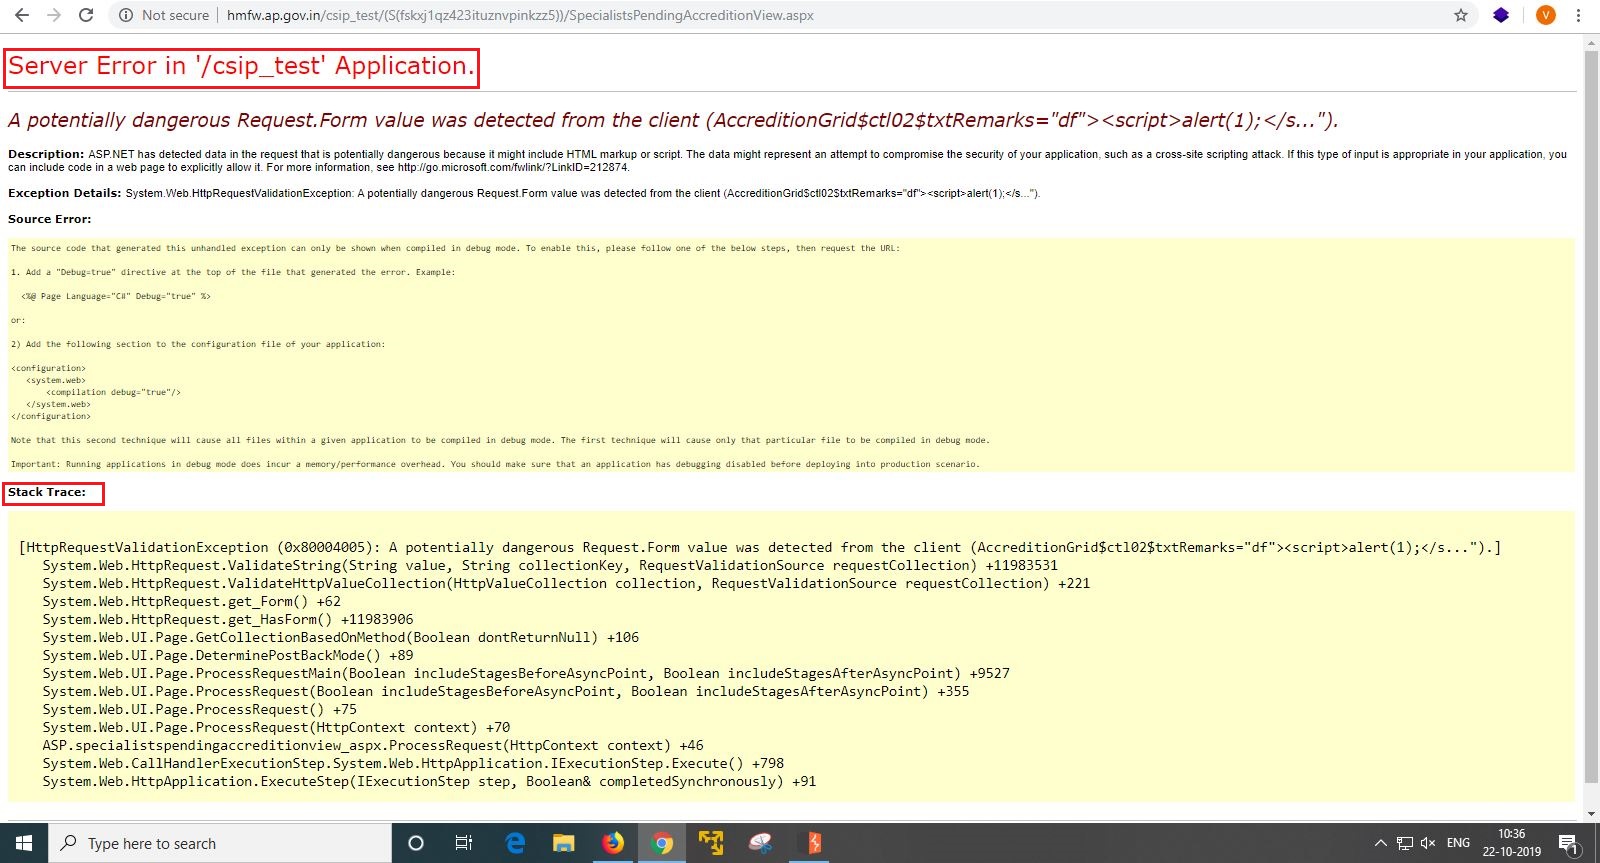 Not secure | hmfw.ap.gov.in/csip_test/(S(fskxj1qz423ituznvpinkzz5))/SpecialistsPendingAccreditionView.aspx
V
Server Error in '/csip_test' Application.
A potentially dangerous Request.Form value was detected from the client (AccreditionGrid$ctl02$txtRemarks="df"><script>alert(1);</s...").
Description: ASP.NET has detected data in the request that is potentially dangerous because it might include HTML markup or script. The data might represent an attempt to compromise the security of your application, such as a cross-site scripting attack. If this type of input is appropriate in your application, you
can include code in a web page to explicitly allow it. For more information, see http://go.microsoft.com/fwlink/?LinkID=212874.
Exception Details: System.Web.HttpRequestValidationException: A potentially dangerous Request.Form value was detected from the client (AccreditionGrid$ctl02$txtRemarks="df"><script>alert(1);</s...").
Source Error:
The source code that generated this unhandled exception can only be shown when compiled in debug mode. To enable this, please follow one of the below steps, then request the URL:
1. Add a "Debug=true" directive at the top of the file that generated the error. Example:
<%@ Page Language="C#" Debug="true" %>
or:
2) Add the following section to the configuration file of your application:
<configuration>
<system.web>
<compilation debug="true"/>
</system.web>
</configuration>
Note that this second technique will cause all files within a given application to be compiled in debug mode. The first technique will cause only that particular file to be compiled in debug mode.
Important: Running applications in debug mode does incur a memory/performance overhead. You should make sure that an application has debugging disabled before deploying into production scenario.
Stack Trace:
[HttpRequestValidationException (0x80004005): A potentially dangerous Request.Form value was detected from the client (AccreditionGrid$ctl02$txtRemarks="df"><script>alert(1);</s...").]
System.Web.HttpRequest.ValidateString(String value, String collectionKey, RequestValidationSource requestCollection) +11983531
System.Web.HttpRequest.ValidateHttpValueCollection(HttpValueCollection collection, RequestValidationSource requestCollection) +221
System.Web.HttpRequest.get_Form() +62
System.Web.HttpRequest.get_HasForm() +11983906
System.Web.UI.Page.GetCollectionBasedOnMethod(Boolean dontReturnNull) +106
System.Web.UI.Page.DeterminePostBackMode() +89
System.Web.UI.Page.ProcessRequestMain(Boolean includeStagesBeforeAsyncPoint, Boolean includeStagesAfterAsyncPoint) +9527
System.Web.UI.Page.ProcessRequest(Boolean includeStagesBeforeAsyncPoint, Boolean includeStagesAfterAsyncPoint) +355
System.Web.UI.Page.ProcessRequest() +75
System.Web.UI.Page.ProcessRequest(HttpContext context) +70
ASP.specialistspendingaccreditionview_aspx.ProcessRequest(HttpContext context) +46
System.Web.CallHandlerExecutionStep.System.Web.HttpApplication.IExecutionStep.Execute() +798
System.Web.HttpApplication.ExecuteStep(IExecutionStep step, Boolean& completedSynchronously) +91
Type here to search
ENG
10:36
22-10-2019
1